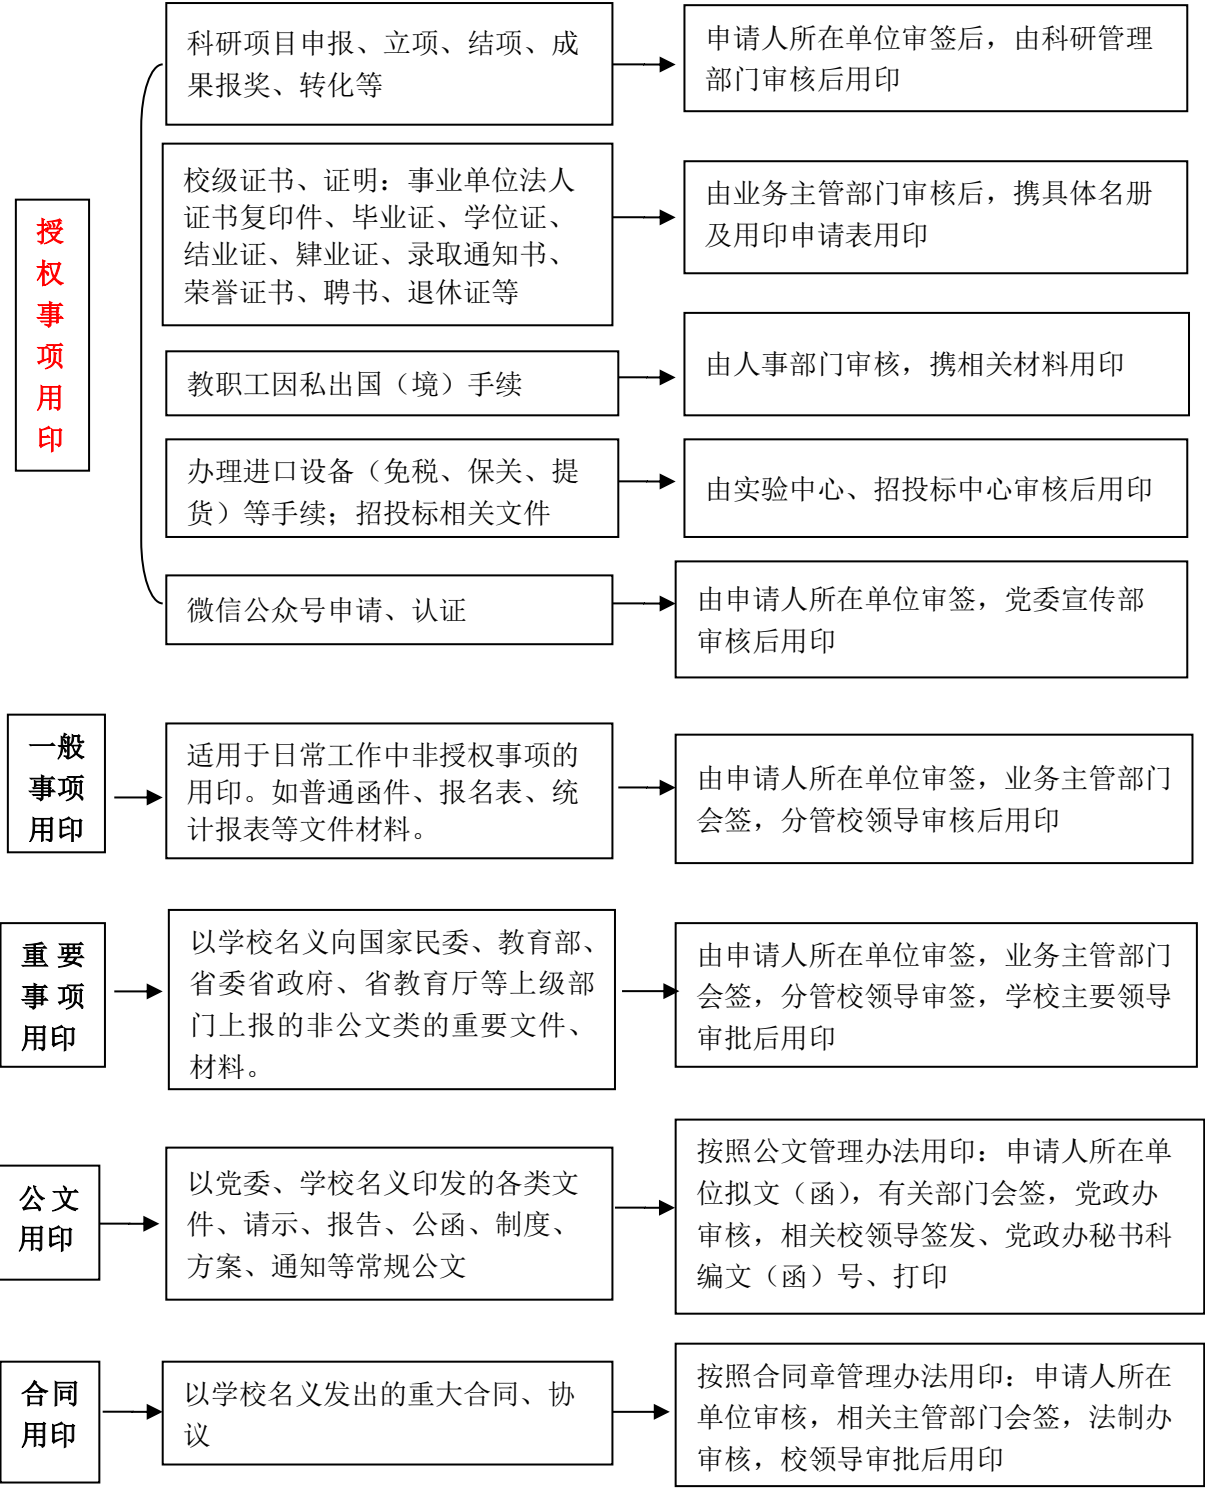 授
权
事
项
用
印
科研项目申报、立项、结项、成
果报奖、转化等
申请人所在单位审签后，由科研管理
部门审核后用印
校级证书、证明：事业单位法人
证书复印件、毕业证、学位证、
结业证、肄业证、录取通知书、
荣誉证书、聘书、退休证等
由业务主管部门审核后，携具体名册
及用印申请表用印
教职工因私出国（境）手续
由人事部门审核，携相关材料用印
办理进口设备（免税、保关、提
货）等手续；招投标相关文件
由实验中心、招投标中心审核后用印
微信公众号申请、认证
由申请人所在单位审签，党委宣传部
审核后用印
一般
事项
用印
适用于日常工作中非授权事项的
用印。如普通函件、报名表、统
计报表等文件材料。
由申请人所在单位审签，业务主管部门
会签，分管校领导审核后用印
重 要
事 项
用印
以学校名义向国家民委、教育部、
省委省政府、省教育厅等上级部
门上报的非公文类的重要文件、
材料。
由申请人所在单位审签，业务主管部门
会签，分管校领导审签，学校主要领导
审批后用印
公 文
用印
以党委、学校名义印发的各类文
件、请示、报告、公函、制度、
方案、通知等常规公文
按照公文管理办法用印：申请人所在单
位拟文（函），有关部门会签，党政办
审核，相关校领导签发、党政办秘书科
编文（函）号、打印
合同
用印
以学校名义发出的重大合同、协
议
按照合同章管理办法用印：申请人所在
单位审核，相关主管部门会签，法制办
审核，校领导审批后用印